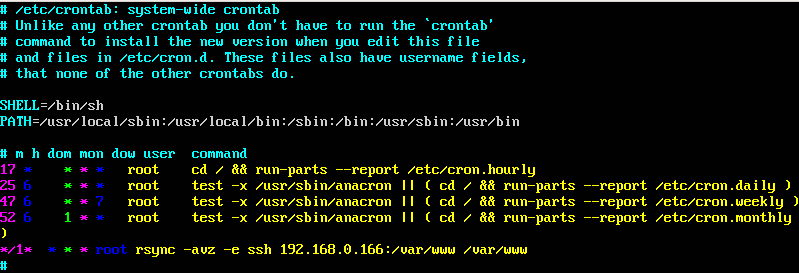 # /etc/crontab: system-wide crontab
# Unlike any other crontab you don't have to run the `crontab'
# command to install the new version when you edit this file
# and files in /etc/cron.d. These files also have username fields,
# that none of the other crontabs do.
SHELL=/bin/sh
PATH=/usr/local/sbin:/usr/local/bin:/sbin:/bin:/usr/sbin:/usr/bin
# m h dom mon dow user  command
17 *    * * *   root    cd / && run-parts --report /etc/cron.hourly
25 6    * * *   root    test -x /usr/sbin/anacron || ( cd / && run-parts --report /etc/cron.daily )
47 6    * * 7   root    test -x /usr/sbin/anacron || ( cd / && run-parts --report /etc/cron.weekly )
52 6    1 * *   root    test -x /usr/sbin/anacron || ( cd / && run-parts --report /etc/cron.monthly
)
*/1*  * * * root rsync -avz -e ssh 192.168.0.166:/var/www /var/www
#